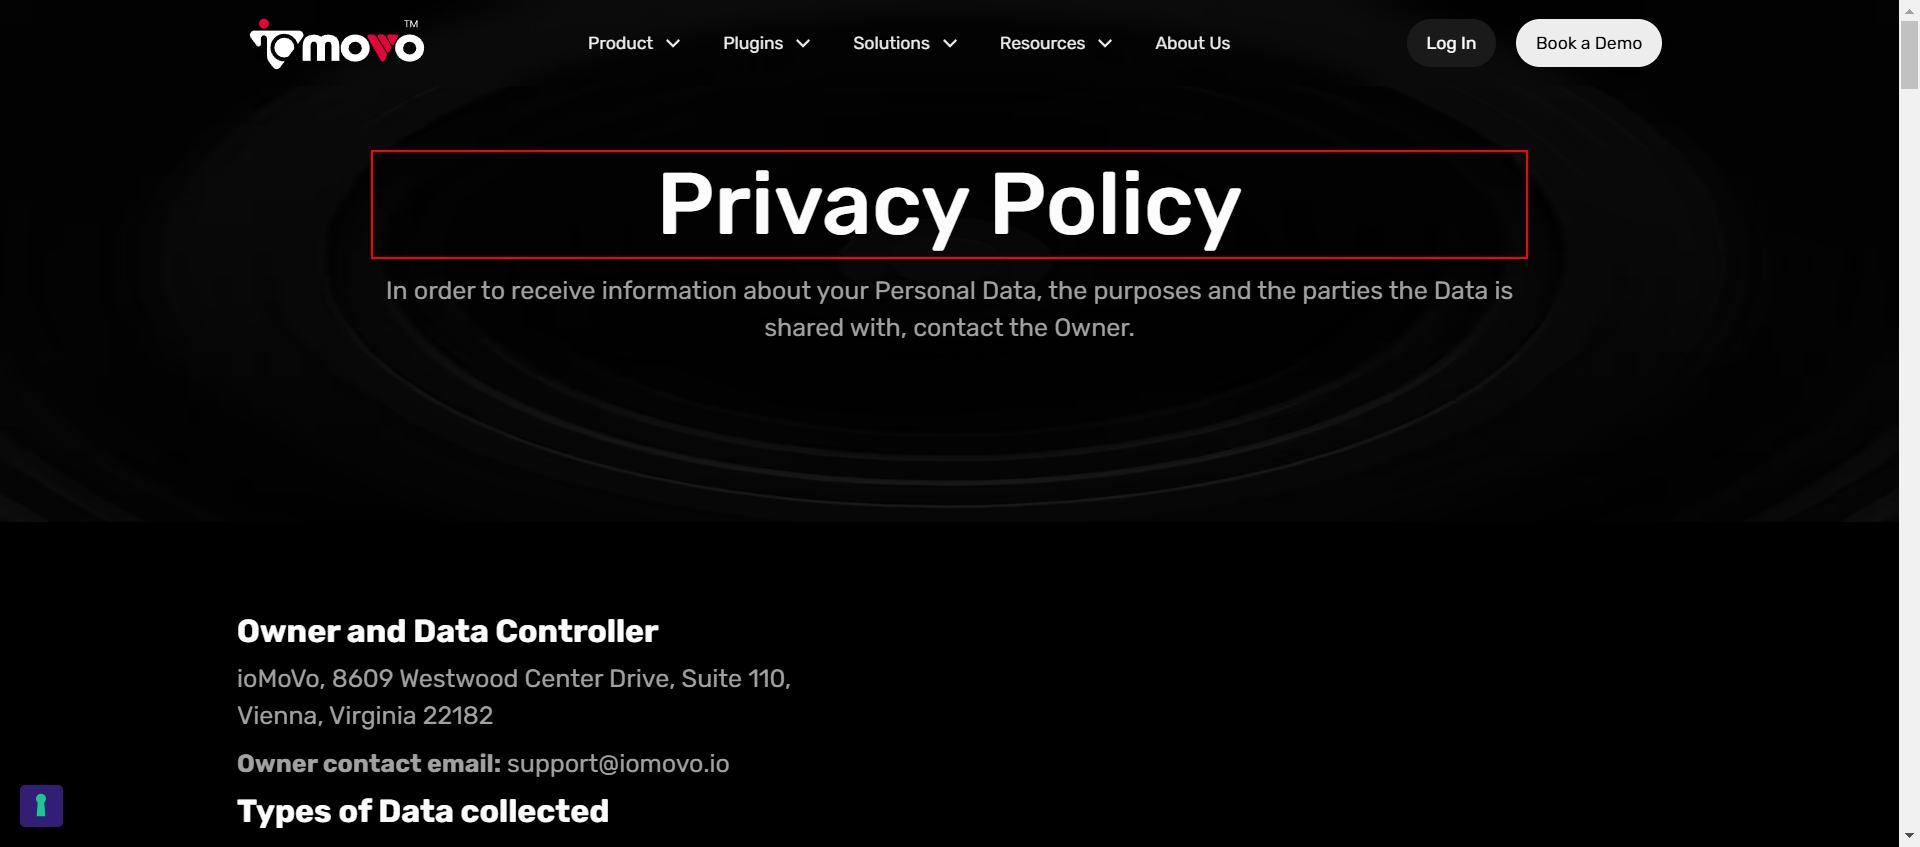 iomovo™
Product
Plugins
Solutions
Resources
About Us
Log In
Book a Demo
Privacy Policy
In order to receive information about your Personal Data, the purposes and the parties the Data is
shared with, contact the Owner.
Owner and Data Controller
ioMoVo, 8609 Westwood Center Drive, Suite 110,
Vienna, Virginia 22182
Owner contact email: support@iomovo.io
Types of Data collected